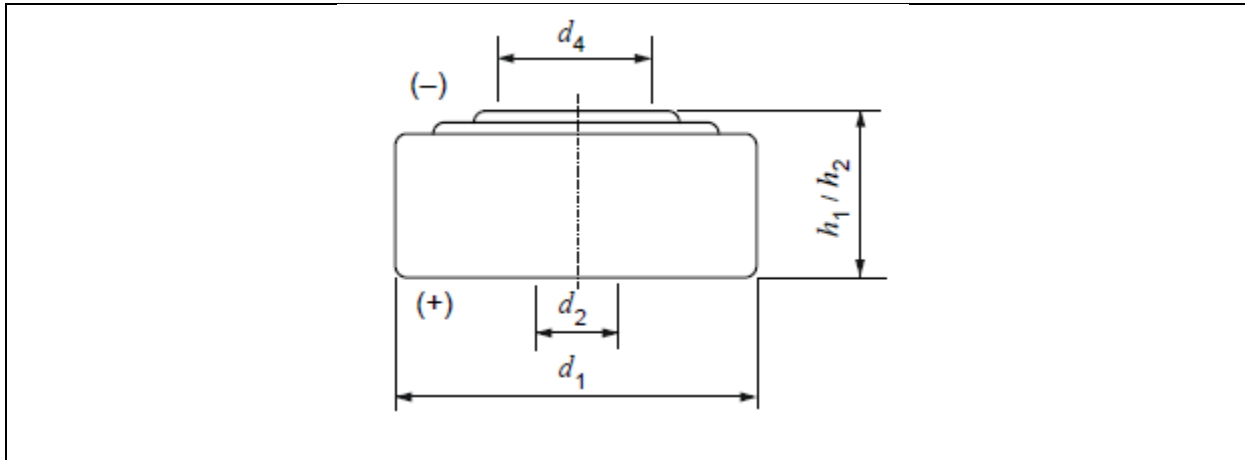 d₄
(–)
h₁ / h₂
(+)
d₂
d₁